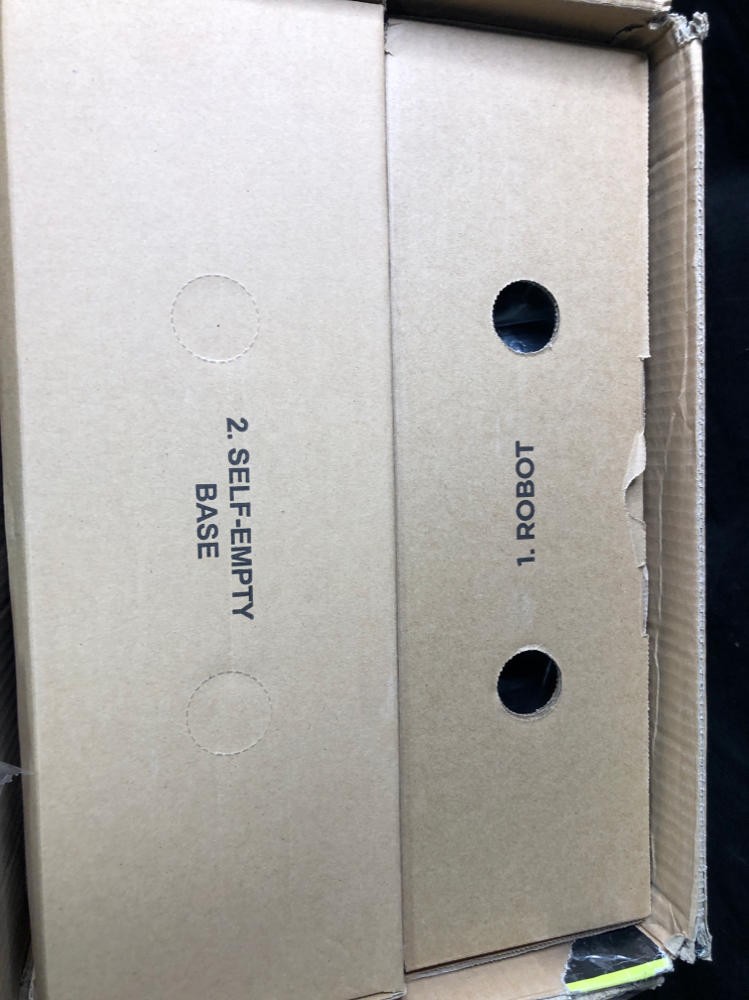 2. SELF-EMPTY
BASE
1. ROBOT